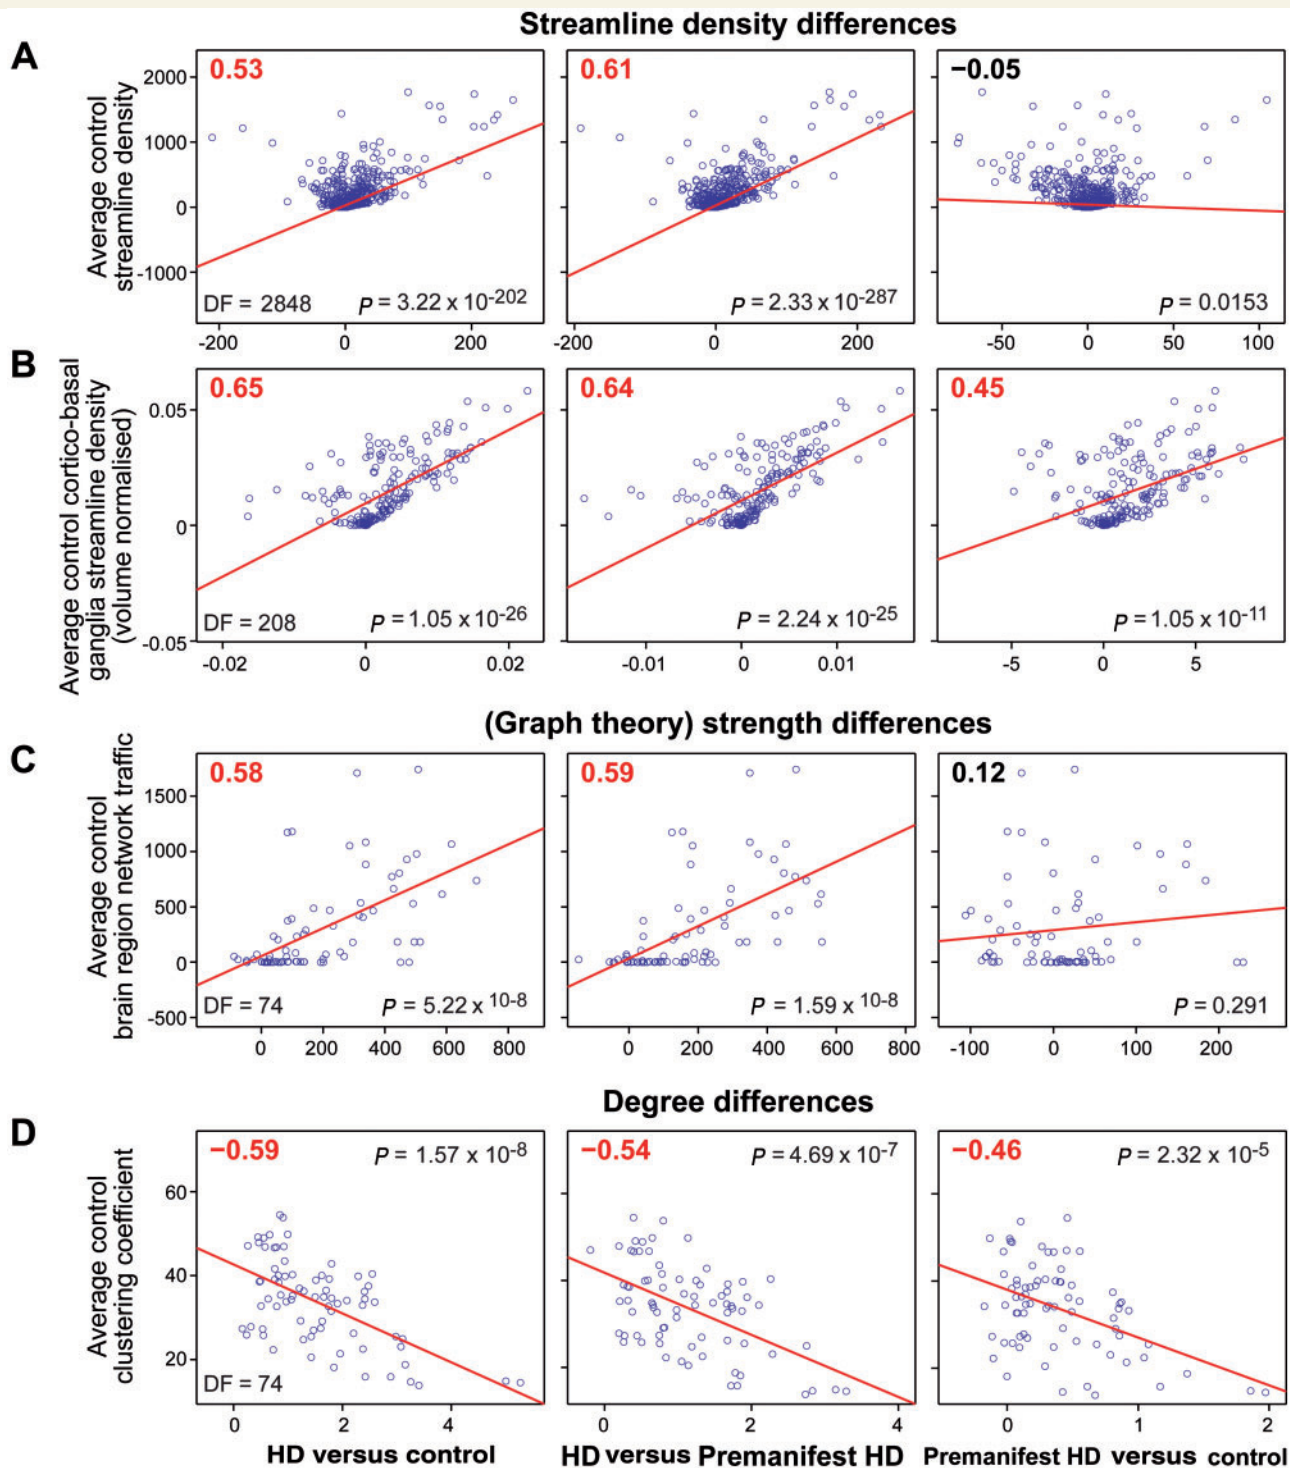 Streamline density differences
A
Average control
streamline density
2000
1000
0
-1000
0.53
DF = 2848
P = 3.22 x 10-202
-200 0 200
0.61
P = 2.33 x 10-287
-200 0 200
−0.05
P = 0.0153
-50 0 50 100
B
Average control cortico-basal
ganglia streamline density
(volume normalised)
0.05
0
-0.05
0.65
DF = 208
P = 1.05 x 10-26
-0.02 0 0.02
0.64
P = 2.24 x 10-25
-0.01 0 0.01
0.45
P = 1.05 x 10-11
-5 0 5
(Graph theory) strength differences
C
Average control
brain region network traffic
1500
1000
500
0
-500
0.58
DF = 74
P = 5.22 x 10-8
0 200 400 600 800
0.59
P = 1.59 x 10-8
0 200 400 600 800
0.12
P = 0.291
-100 0 100 200
Degree differences
D
Average control
clustering coefficient
60
40
20
−0.59
P = 1.57 x 10-8
DF = 74
0 2 4
HD versus control
−0.54
P = 4.69 x 10-7
0 2 4
HD versus Premanifest HD
−0.46
P = 2.32 x 10-5
0 1 2
Premanifest HD versus control